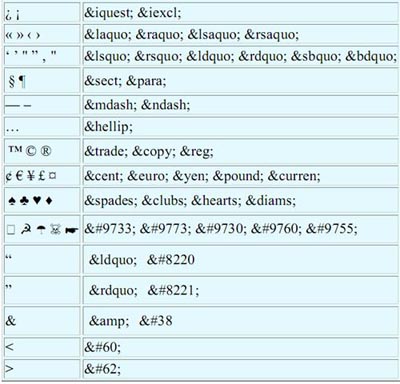 ¿ ¡ &iquest; &iexcl;
« » ‹ › &laquo; &raquo; &lsaquo; &rsaquo;
‘ ’ " ” , " &lsquo; &rsquo; &ldquo; &rdquo; &sbquo; &bdquo;
§ ¶ &sect; &para;
— – &mdash; &ndash;
… &hellip;
™ © ® &trade; &copy; &reg;
¢ € ¥ £ ¤ &cent; &euro; &yen; &pound; &curren;
♠ ♣ ♥ ♦ &spades; &clubs; &hearts; &diams;
□ ☭ ☂ ☠ ☛ &#9733; &#9773; &#9730; &#9760; &#9755;
“ &ldquo; &#8220
” &rdquo; &#8221;
& &amp; &#38
< &#60;
> &#62;